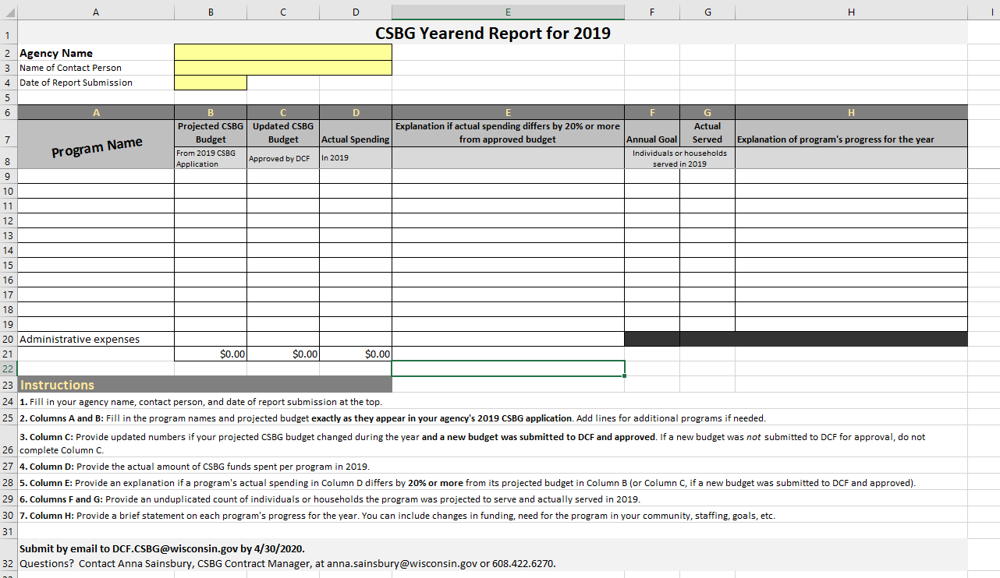 A B C D E F G H I
1 CSBG Yearend Report for 2019
2 Agency Name
3 Name of Contact Person
4 Date of Report Submission
5
6 A B C D E F G H
Projected CSBG Updated CSBG Explanation if actual spending differs by 20% or more Actual
7 Program Name Budget Budget Actual Spending from approved budget Annual Goal Served Explanation of program's progress for the year
From 2019 CSBG Approved by DCF In 2019 Individuals or households
8 Application served in 2019
9
10
11
12
13
14
15
16
17
18
19
20 Administrative expenses
21 $0.00 $0.00 $0.00
22
23 Instructions
24 1. Fill in your agency name, contact person, and date of report submission at the top.
25 2. Columns A and B: Fill in the program names and projected budget exactly as they appear in your agency's 2019 CSBG application. Add lines for additional programs if needed.
3. Column C: Provide updated numbers if your projected CSBG budget changed during the year and a new budget was submitted to DCF and approved. If a new budget was not submitted to DCF for approval, do not
26 complete Column C.
27 4. Column D: Provide the actual amount of CSBG funds spent per program in 2019.
28 5. Column E: Provide an explanation if a program's actual spending in Column D differs by 20% or more from its projected budget in Column B (or Column C, if a new budget was submitted to DCF and approved).
29 6. Columns F and G: Provide an unduplicated count of individuals or households the program was projected to serve and actually served in 2019.
30 7. Column H: Provide a brief statement on each program's progress for the year. You can include changes in funding, need for the program in your community, staffing, goals, etc.
31
Submit by email to DCF.CSBG@wisconsin.gov by 4/30/2020.
32 Questions? Contact Anna Sainsbury, CSBG Contract Manager, at anna.sainsbury@wisconsin.gov or 608.422.6270.